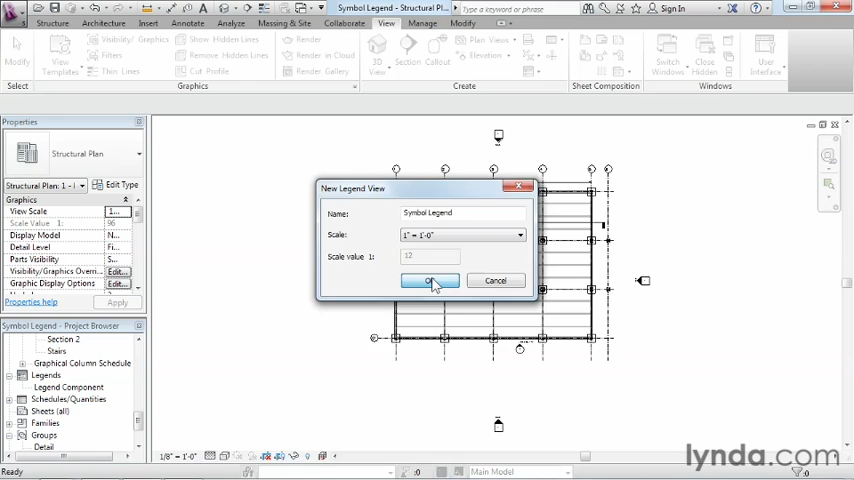 Symbol Legend - Structural Pl...
Type a keyword or phrase
Sign In
Structure
Architecture
Insert
Annotate
Analyze
Massing & Site
Collaborate
View
Manage
Modify
Modify
View Templates
Visibility/ Graphics
Filters
Thin Lines
Show Hidden Lines
Remove Hidden Lines
Cut Profile
Render
Render in Cloud
Render Gallery
3D View
Section
Callout
Plan Views
Elevation
Switch Windows
Close Hidden
User Interface
Select
Graphics
Create
Sheet Composition
Windows
Properties
Structural Plan
Structural Plan: 1 -
Edit Type
Graphics
View Scale
1...
Scale Value 1:
96
Display Model
N...
Detail Level
Fi...
Parts Visibility
S...
Visibility/Graphics Overri...
Edit...
Graphic Display Options
Edit...
Properties help
Apply
New Legend View
Name:
Symbol Legend
Scale:
1" = 1'-0"
Scale value 1:
12
Cancel
Symbol Legend - Project Browser
Section 2
Stairs
Graphical Column Schedule
Legends
Legend Component
Schedules/Quantities
Sheets (all)
Families
Groups
Detail
1/8" = 1'-0"
Ready
:0
Main Model
:0
lynda.com